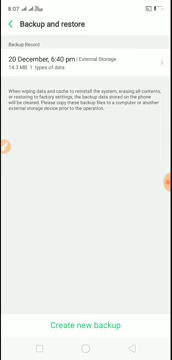 8:07
Backup and restore
Backup Record
20 December, 6:40 pm | External Storage
14.3 MB 1 types of data
When wiping data and cache to reinstall the system, erasing all contents,
or restoring to factory settings, the backup data stored on the phone
will be cleared. Please copy these backup files to a computer or another
external storage device prior to the operation.
Create new backup